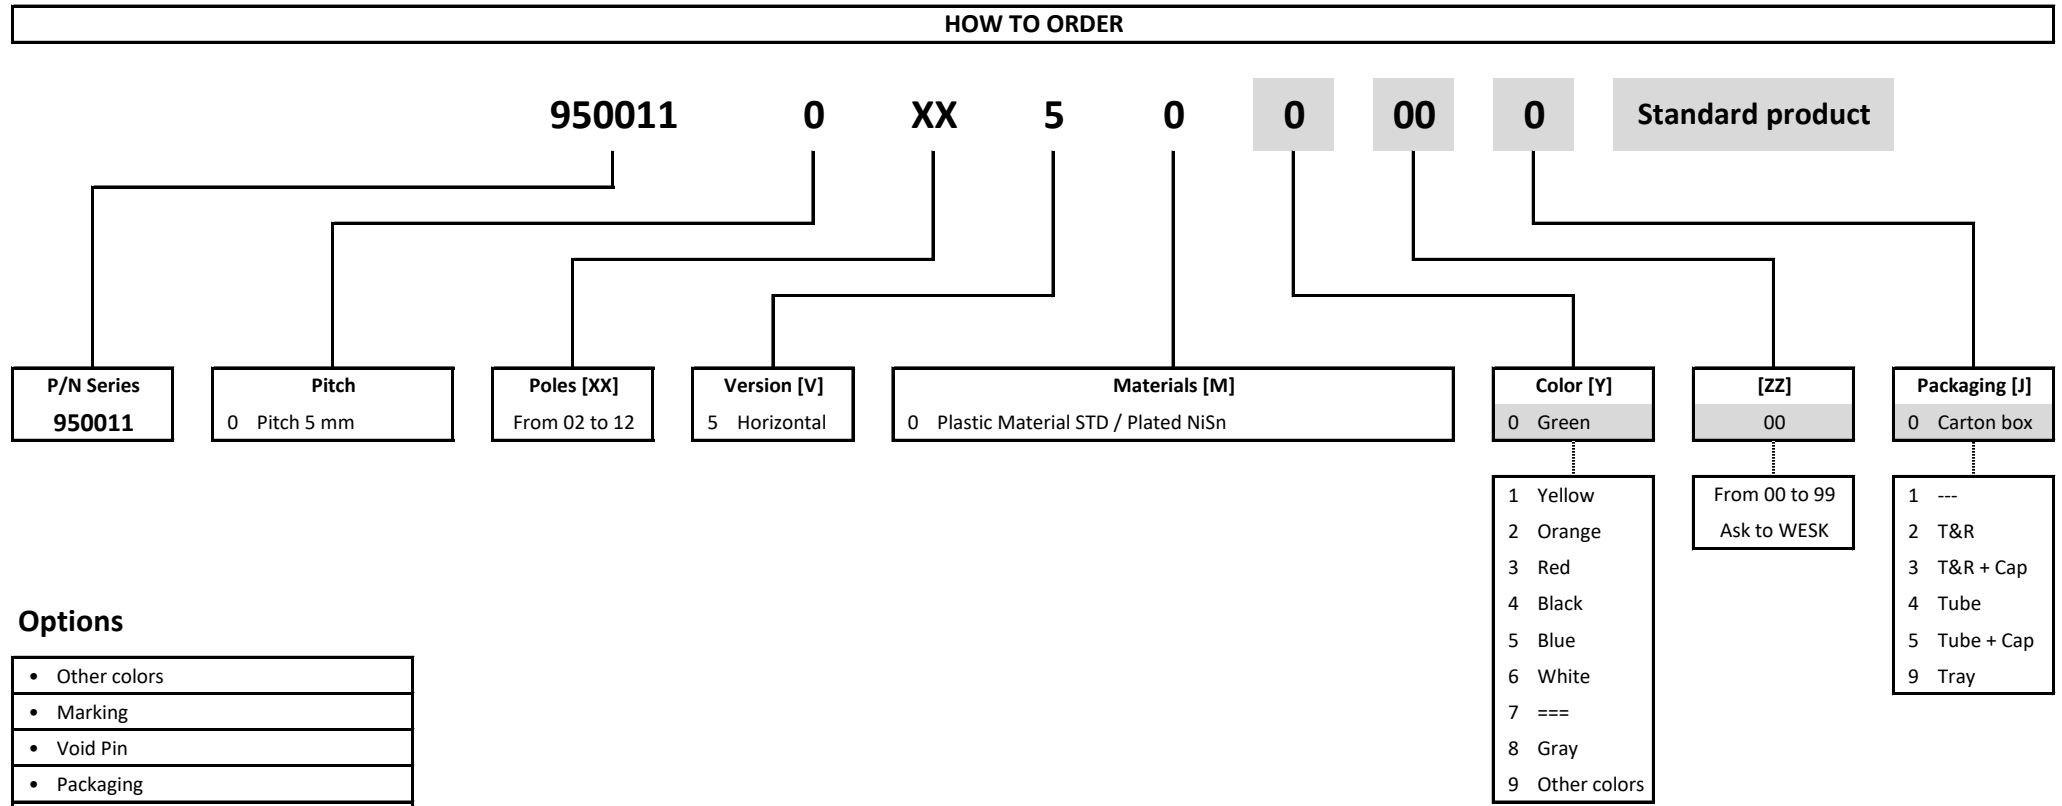 HOW TO ORDER
950011 0 XX 5 0 0 00 0 Standard product
P/N Series Pitch Poles [XX] Version [V] Materials [M] Color [Y] [ZZ] Packaging [J]
950011 0 Pitch 5 mm From 02 to 12 5 Horizontal 0 Plastic Material STD / Plated NiSn 0 Green 00 0 Carton box
1 Yellow From 00 to 99 1 ---
2 Orange Ask to WESK 2 T&R
3 Red 3 T&R + Cap
4 Black 4 Tube
Options
5 Blue 5 Tube + Cap
• Other colors 6 White 9 Tray
• Marking 7 ===
• Void Pin 8 Gray
• Packaging 9 Other colors